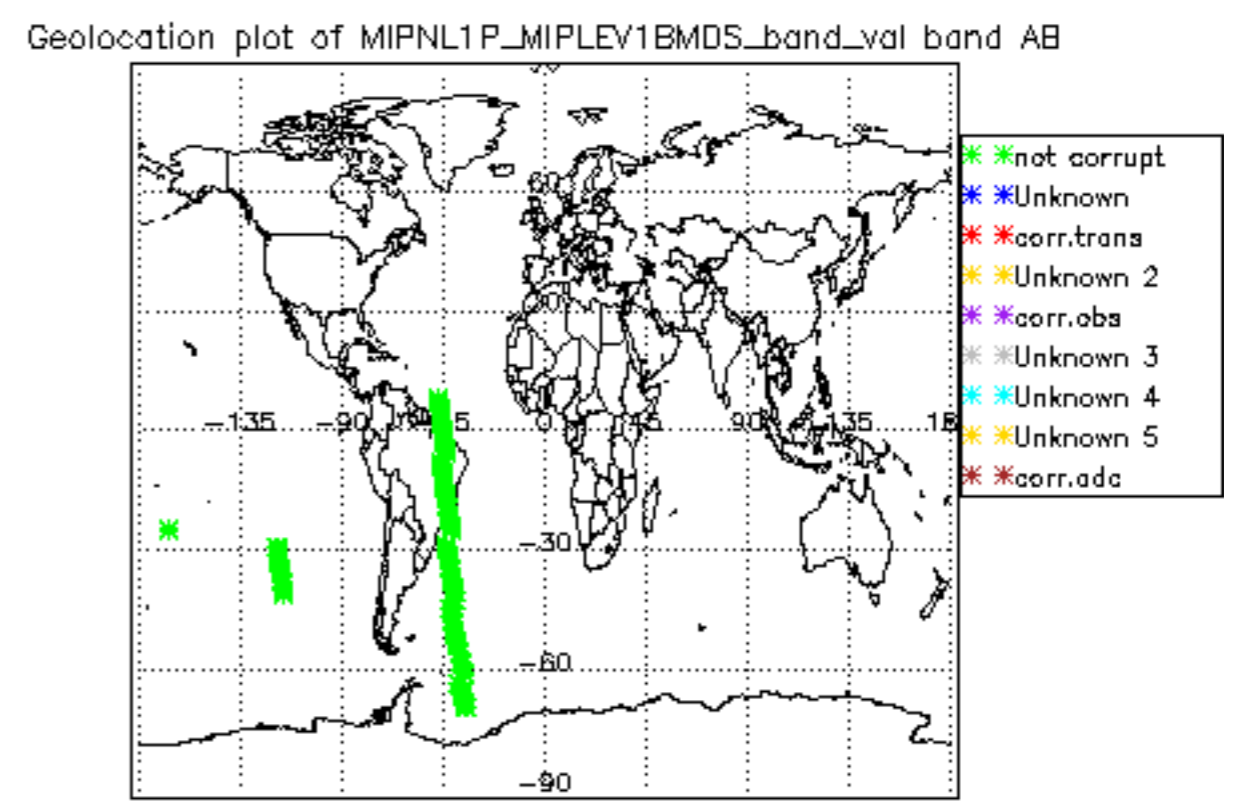 Geolocation plot of MIPNL1P_MIPLEV1BMDS_band_val band AB
not corrupt
Unknown
corr.trans
Unknown 2
corr.obs
Unknown 3
Unknown 4
Unknown 5
corr.adc
-135 -90 0 45 90 135
-30
-60
-90